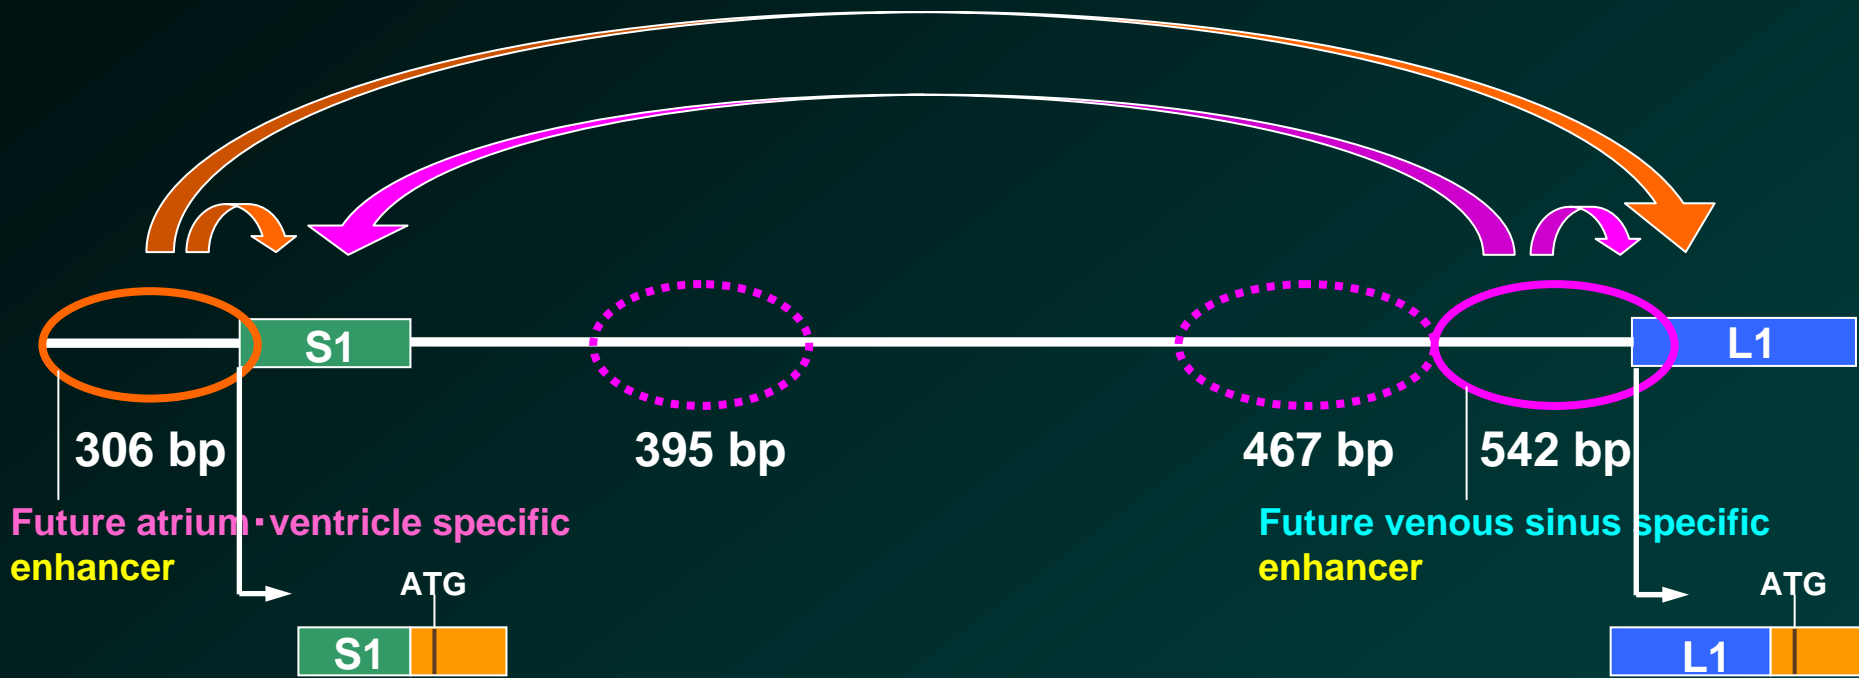 S1
L1
306 bp
395 bp
467 bp
542 bp
Future atrium・ventricle specific
enhancer
Future venous sinus specific
enhancer
ATG
ATG
S1
L1